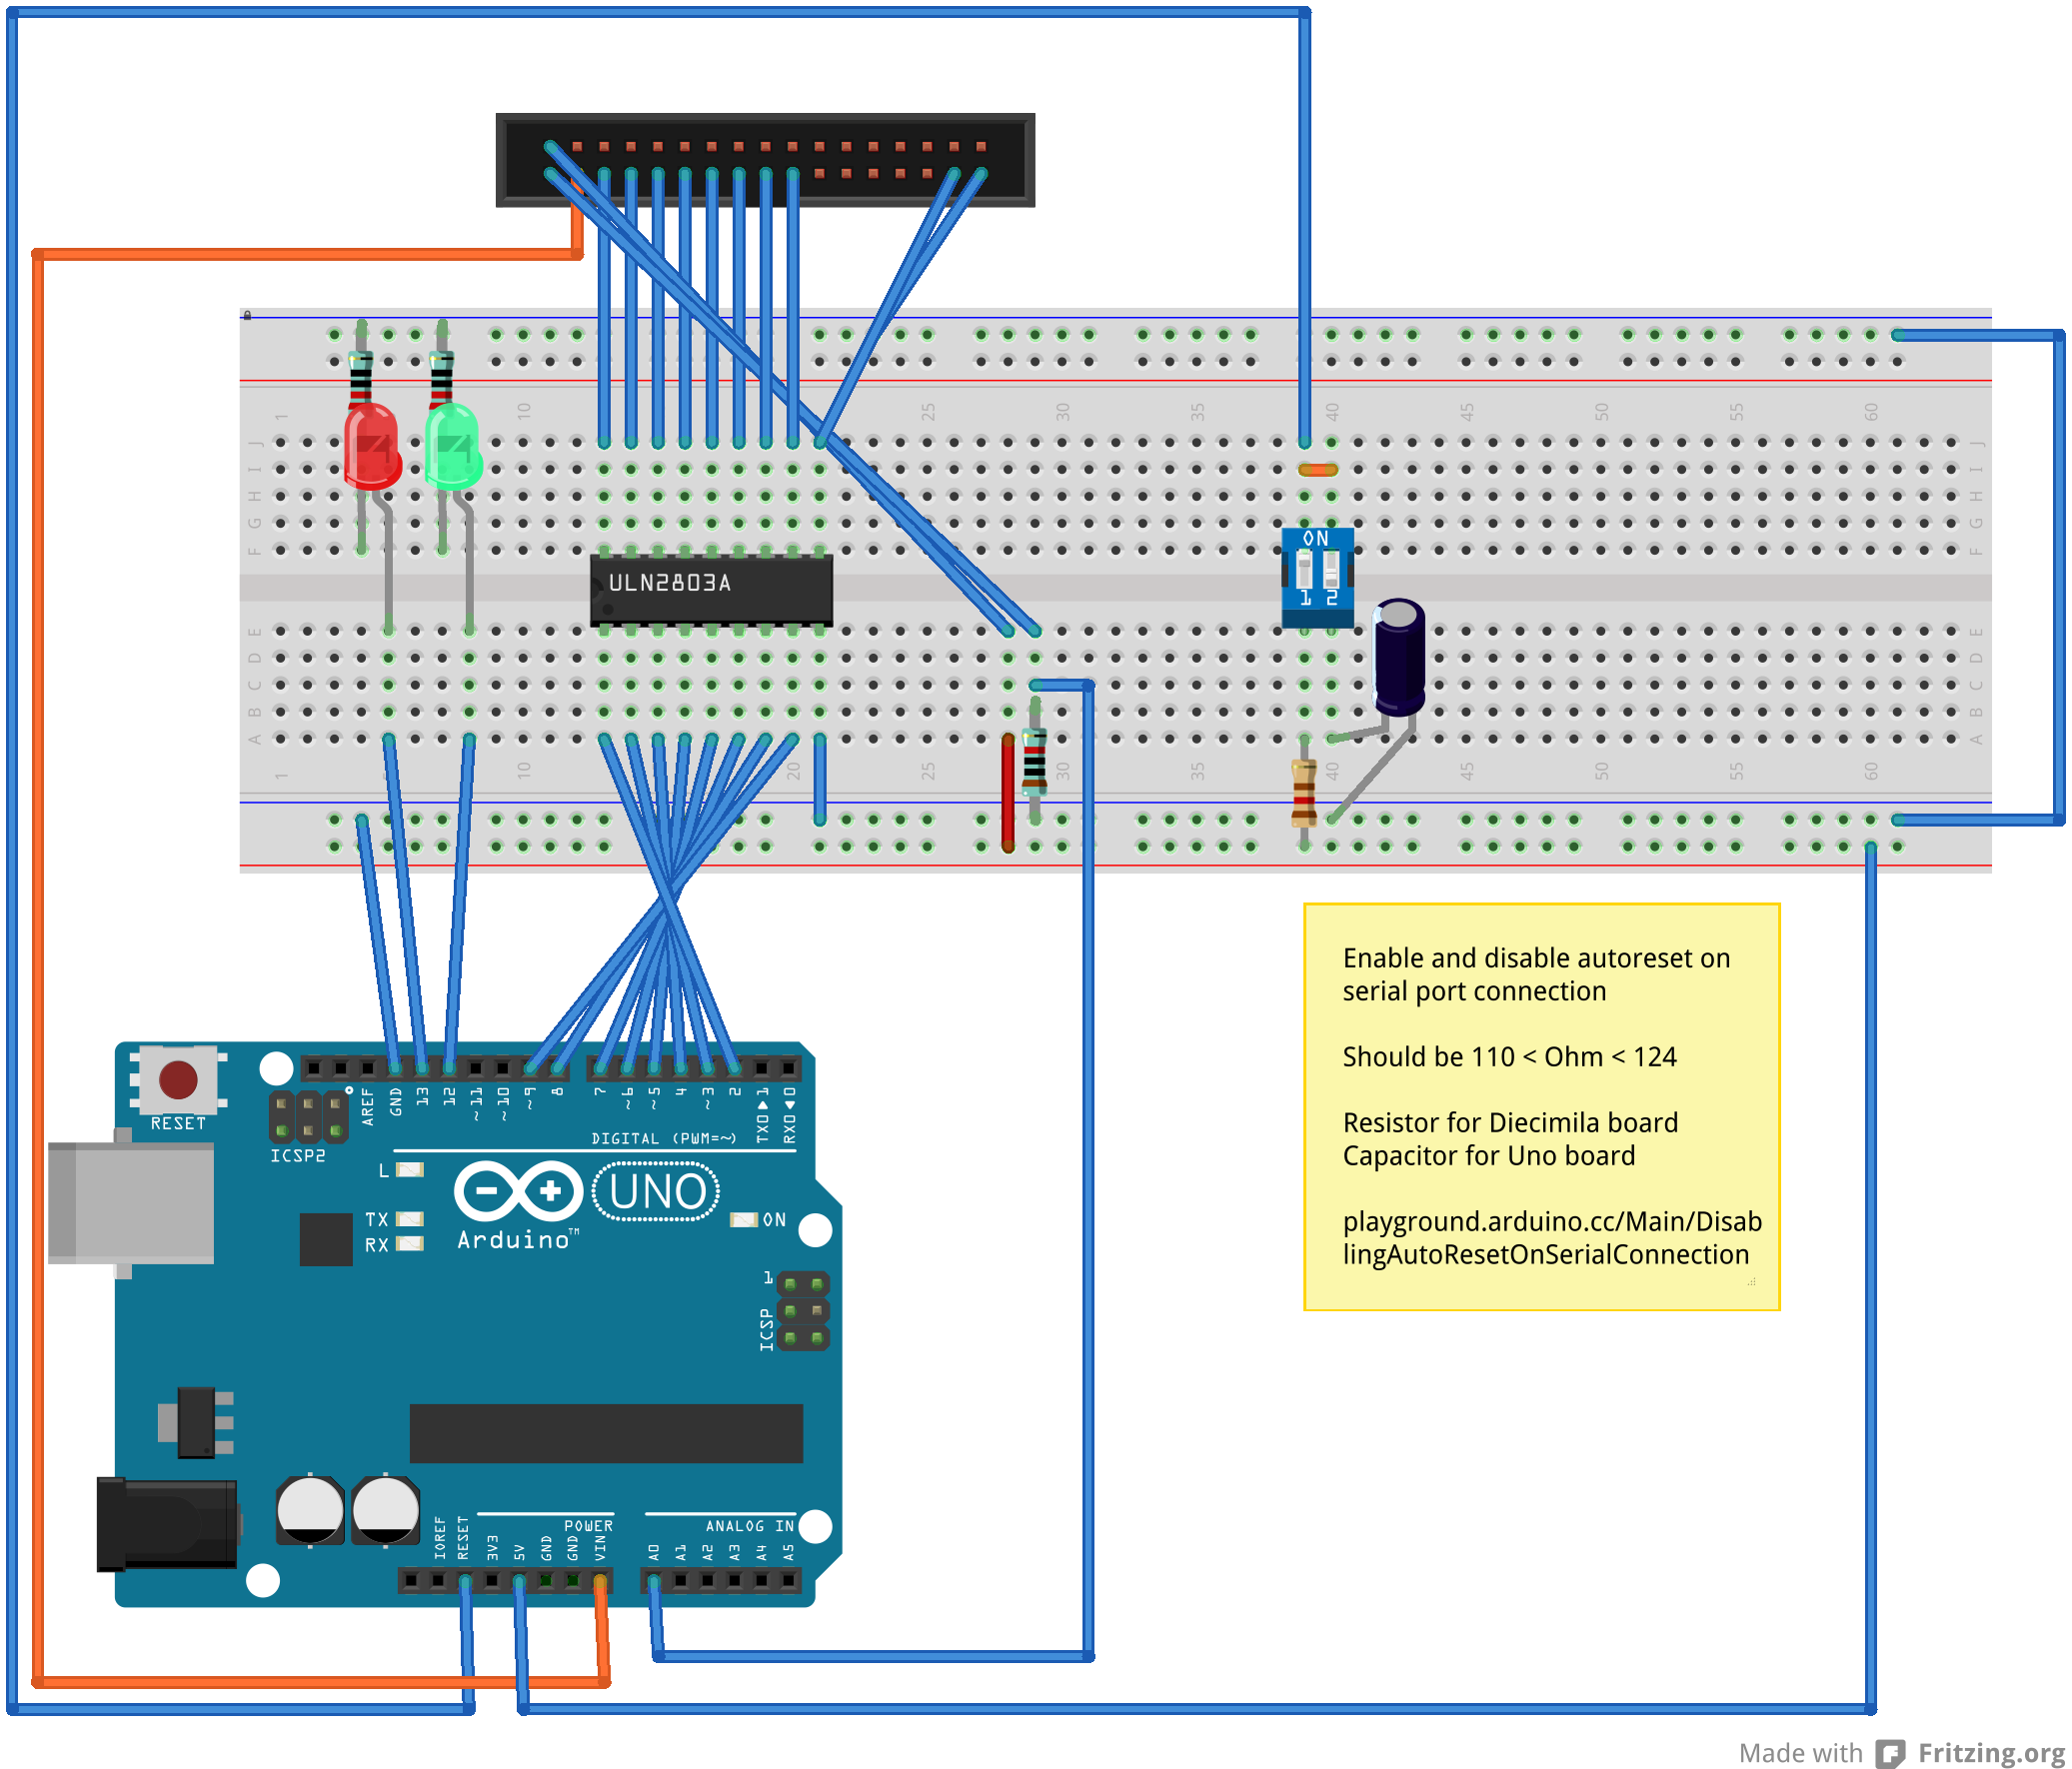 1 10 25 30 35 40 45 50 55 60
J J
I I
H H
G G
F F
ON
1 2
ULN2803A
E E
D D
C C
B B
A A
1 10 20 25 30 35 40 45 50 55 60
Enable and disable autoreset on
serial port connection
Should be 110 < Ohm < 124
Resistor for Diecimila board
Capacitor for Uno board
playground.arduino.cc/Main/Disab
lingAutoResetOnSerialConnection
RESET
ICSP2
AREF
GND
13
12
~11
~10
~9
8
7
~6
~5
4
~3
2
TX0▶1
RX0◀0
DIGITAL (PWM=~)
L
TX
RX
UNO
ON
Arduino™
1
ICSP
POWER
ANALOG IN
IOREF
RESET
3V3
5V
GND
GND
VIN
A0
A1
A2
A3
A4
A5
Made with Fritzing.org